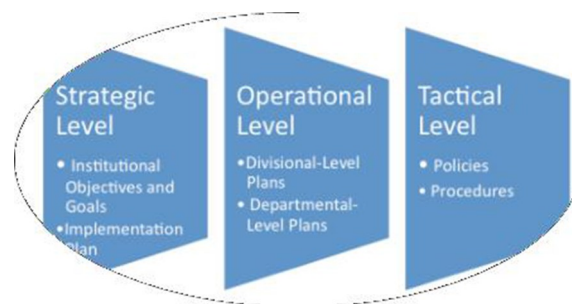 Strategic
Level
• Institutional
Objectives and
Goals
•Implementation
Plan
Operational
Level
•Divisional-Level
Plans
• Departmental-
Level Plans
Tactical
Level
• Policies
• Procedures